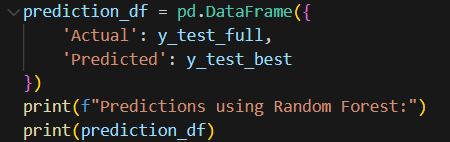 prediction_df = pd.DataFrame({
    'Actual': y_test_full,
    'Predicted': y_test_best
})
print(f"Predictions using Random Forest:")
print(prediction_df)